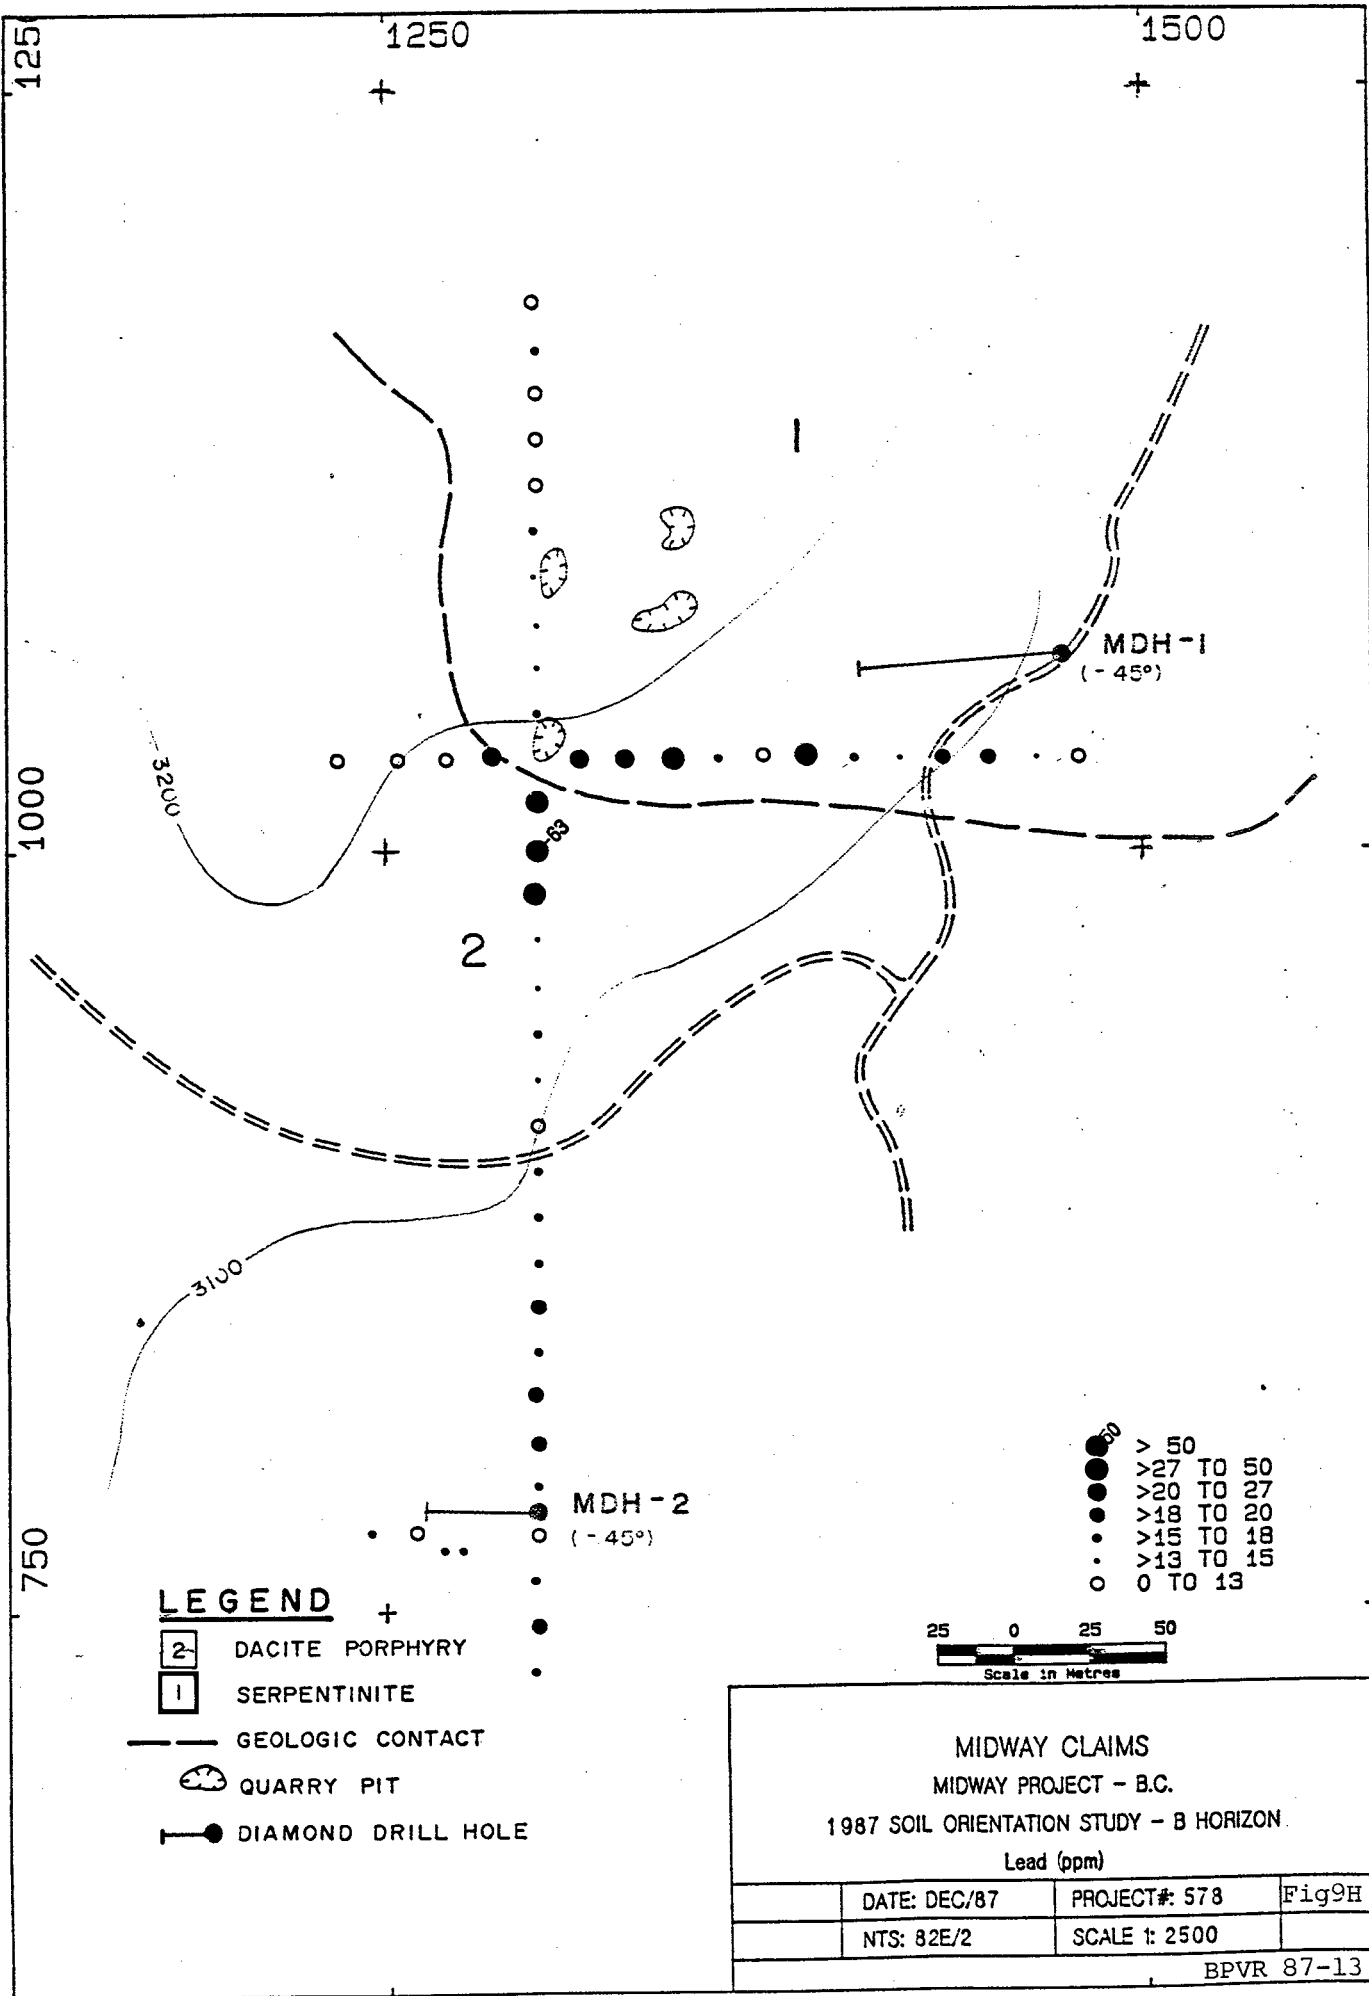 1250
1500
1250
1
MDH-1
(-45°)
3200
1000
-63
2
3100
50
> 50
>27 TO 50
>20 TO 27
>18 TO 20
>15 TO 18
>13 TO 15
0 TO 13
MDH-2
(-45°)
750
LEGEND
2 DACITE PORPHYRY
1 SERPENTINITE
GEOLOGIC CONTACT
QUARRY PIT
DIAMOND DRILL HOLE
25 0 25 50
Scale in Metres
MIDWAY CLAIMS
MIDWAY PROJECT - B.C.
1987 SOIL ORIENTATION STUDY - B HORIZON
Lead (ppm)
DATE: DEC/87 PROJECT#: 578 Fig9H
NTS: 82E/2 SCALE 1: 2500
BPVR 87-13